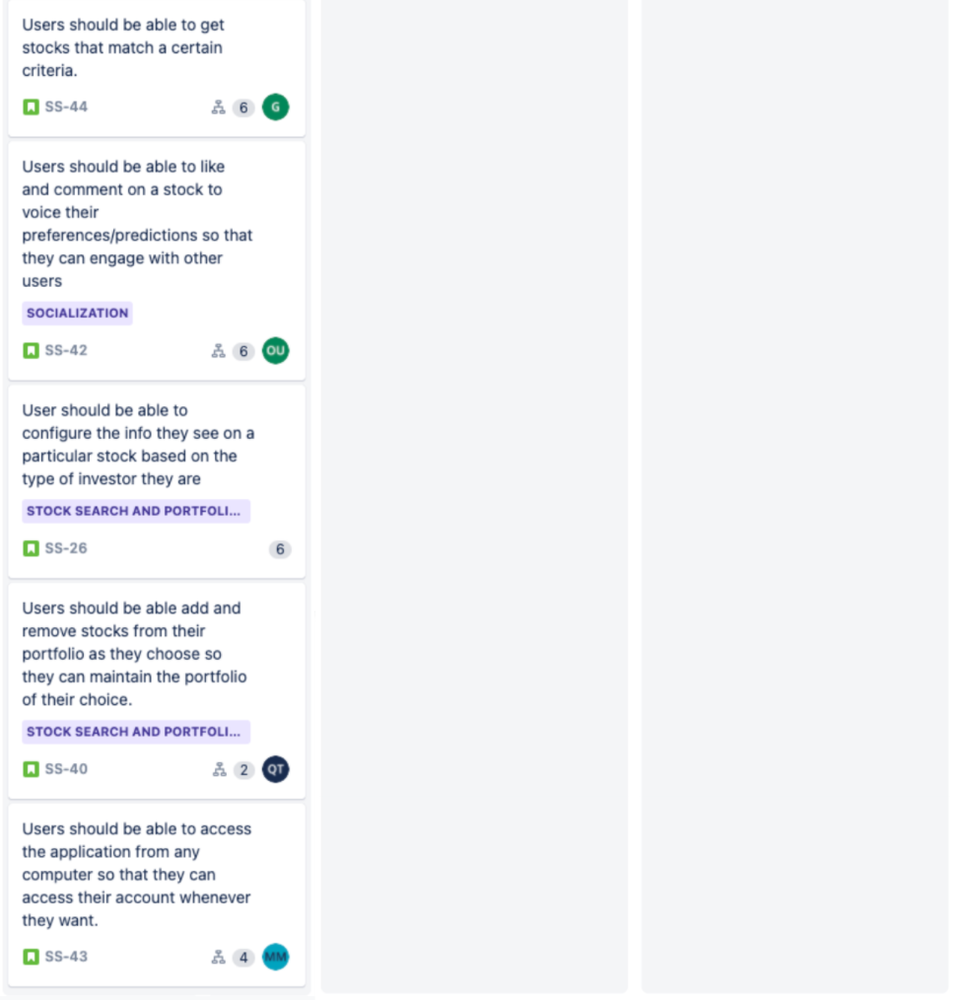 Users should be able to get
stocks that match a certain
criteria.
SS-44
6
G
Users should be able to like
and comment on a stock to
voice their
preferences/predictions so that
they can engage with other
users
SOCIALIZATION
SS-42
6
OU
User should be able to
configure the info they see on a
particular stock based on the
type of investor they are
STOCK SEARCH AND PORTFOLI...
SS-26
6
Users should be able add and
remove stocks from their
portfolio as they choose so
they can maintain the portfolio
of their choice.
STOCK SEARCH AND PORTFOLI...
SS-40
2
QT
Users should be able to access
the application from any
computer so that they can
access their account whenever
they want.
SS-43
4
MM